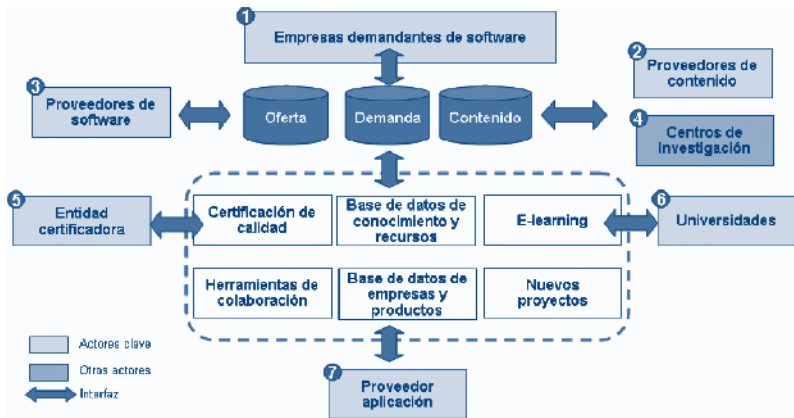 1
Empresas demandantes de software
2
Proveedores de
contenido
3
Proveedores de
software
Oferta
Demanda
Contenido
4
Centros de
investigación
5
Entidad
certificadora
Certificación de
calidad
Base de datos de
conocimiento y
recursos
E-learning
6
Universidades
Herramientas de
colaboración
Base de datos de
empresas y
productos
Nuevos
proyectos
Actores clave
Otros actores
Interfaz
7
Proveedor
aplicación